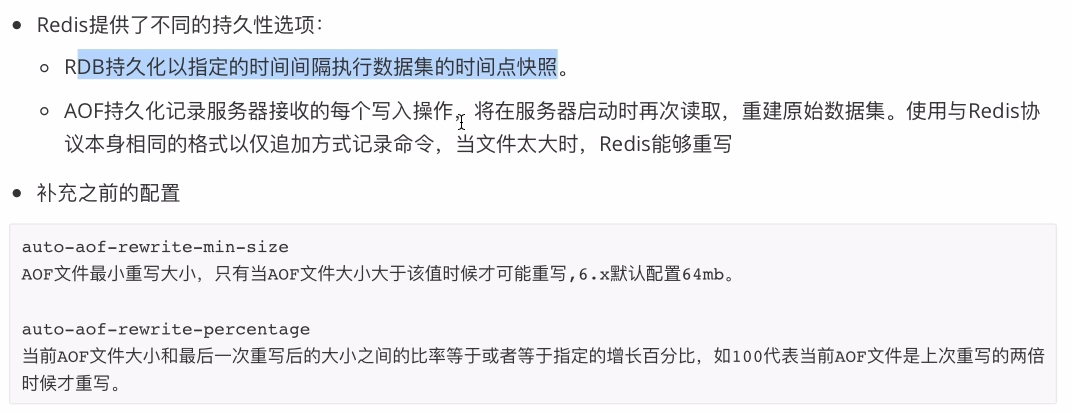 Redis提供了不同的持久性选项：
RDB持久化以指定的时间间隔执行数据集的时间点快照。
AOF持久化记录服务器接收的每个写入操作，将在服务器启动时再次读取，重建原始数据集。使用与Redis协
议本身相同的格式以仅追加方式记录命令，当文件太大时，Redis能够重写
补充之前的配置
auto-aof-rewrite-min-size
AOF文件最小重写大小，只有当AOF文件大小大于该值时候才可能重写,6.x默认配置64mb。
auto-aof-rewrite-percentage
当前AOF文件大小和最后一次重写后的大小之间的比率等于或者等于指定的增长百分比，如100代表当前AOF文件是上次重写的两倍
时候才重写。